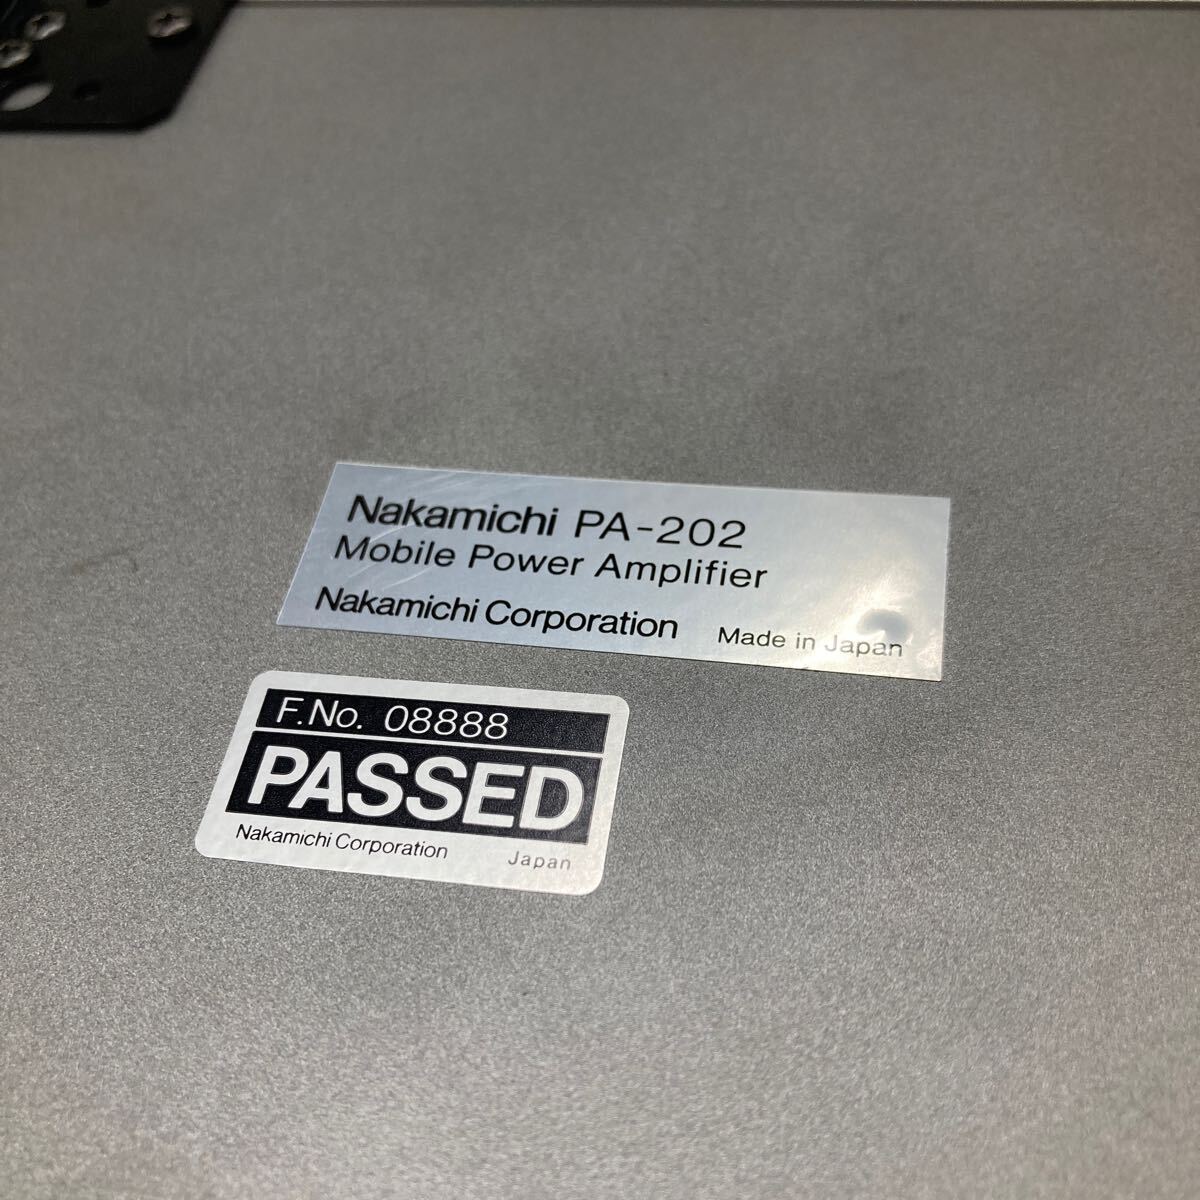 Nakamichi PA-202
Mobile Power Amplifier
Nakamichi Corporation Made in Japan
F.No. 08888
PASSED
Nakamichi Corporation Japan